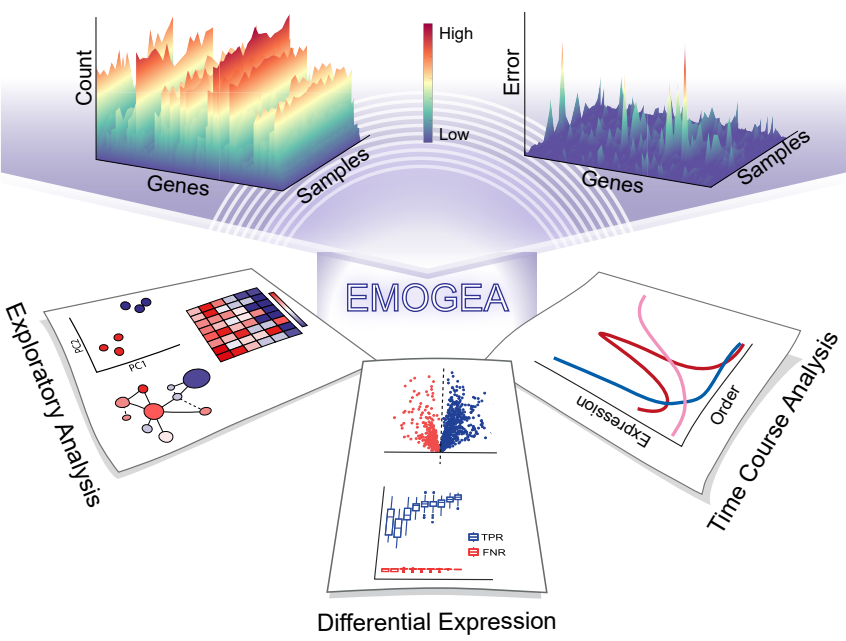 Count
Genes
Samples
High
Low
Error
Genes
Samples
EMOGEA
Exploratory Analysis
PC2
PC1
Differential Expression
TPR
FNR
Time Course Analysis
Expression
Order